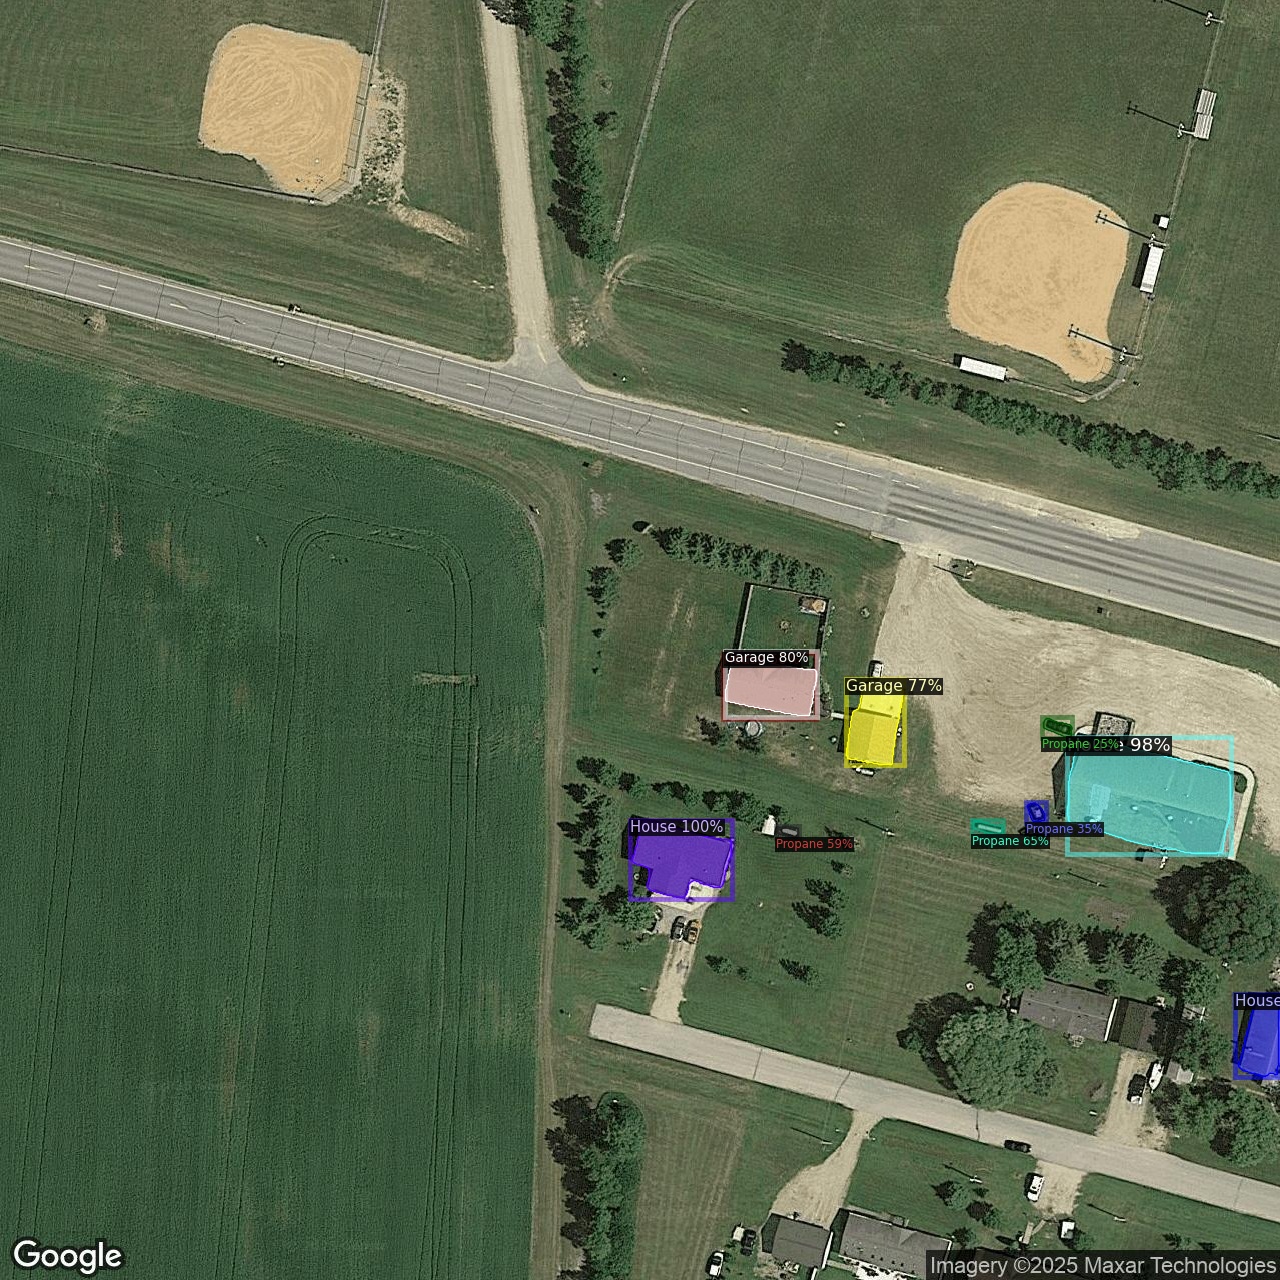 Garage 80%
Garage 77%
Propane 25%
98%
Propane 35%
Propane 65%
House 100%
Propane 59%
House
Google
Imagery ©2025 Maxar Technologies